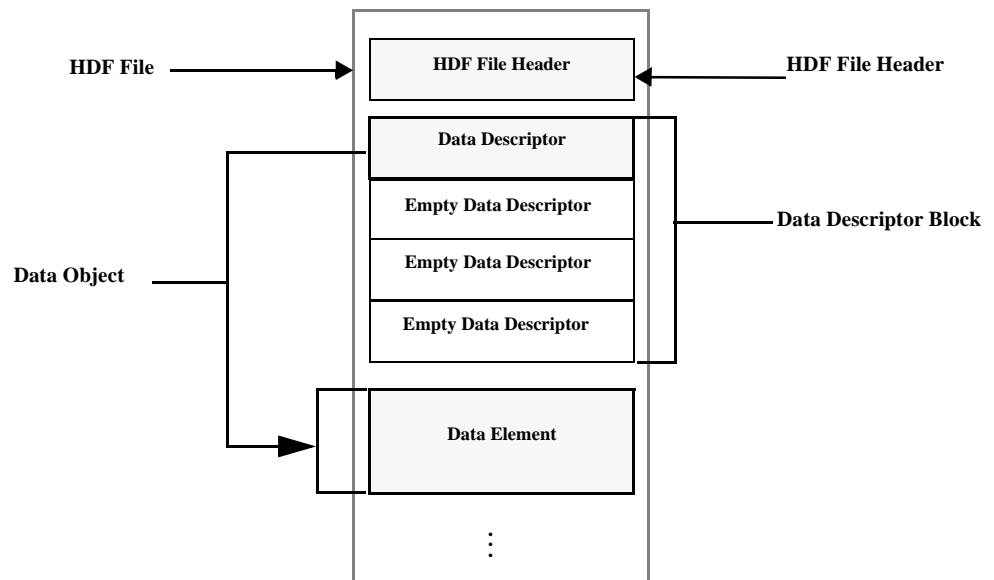 HDF File
HDF File Header
HDF File Header
Data Descriptor
Empty Data Descriptor
Data Descriptor Block
Empty Data Descriptor
Data Object
Empty Data Descriptor
Data Element